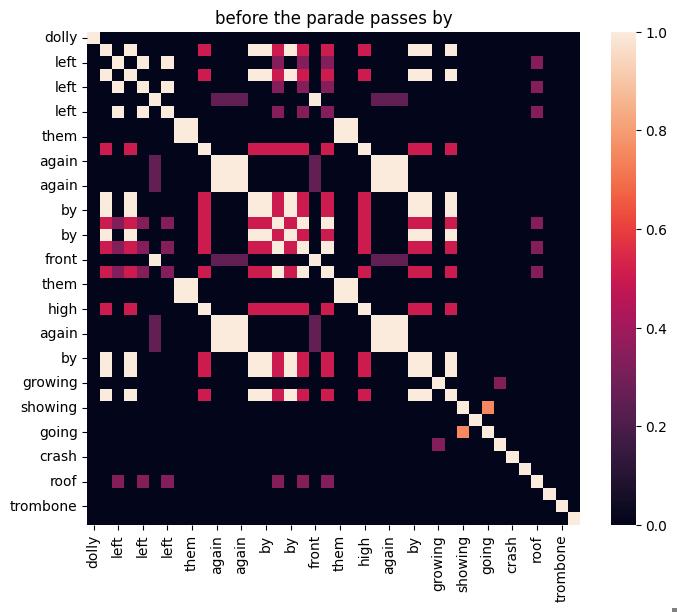 before the parade passes by
dolly
left
left
left
them
again
again
by
by
front
them
high
again
by
growing
showing
going
crash
roof
trombone
dolly
left
left
left
them
again
again
by
by
front
them
high
again
by
growing
showing
going
crash
roof
trombone
1.0
0.8
0.6
0.4
0.2
0.0